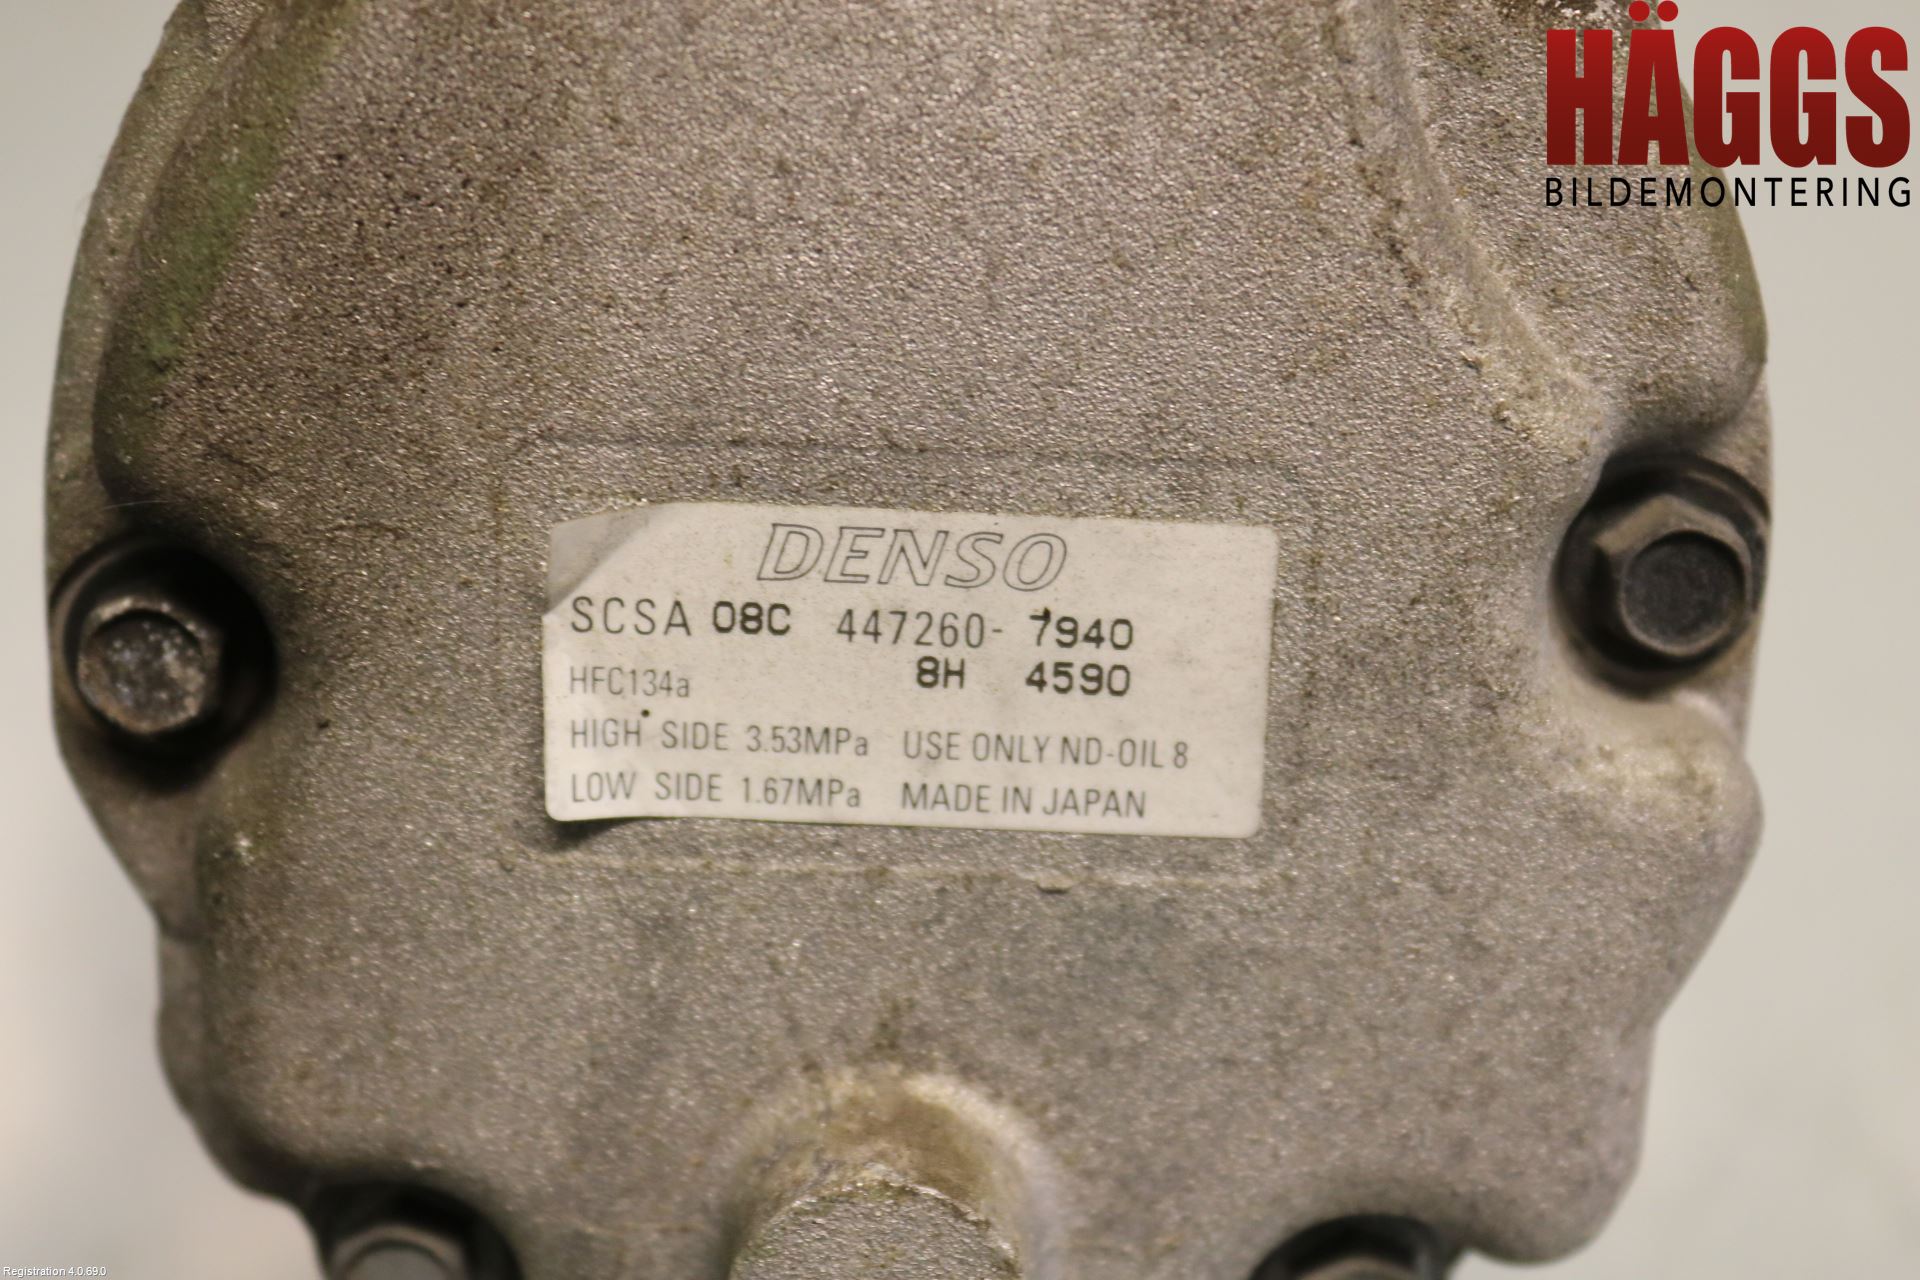 HÄGGS
BILDEMONTERING
DENSO
SCSA 08C 447260- 7940
HFC134a 8H 4590
HIGH SIDE 3.53MPa USE ONLY ND-OIL 8
LOW SIDE 1.67MPa MADE IN JAPAN
Registration 4.0.69.0